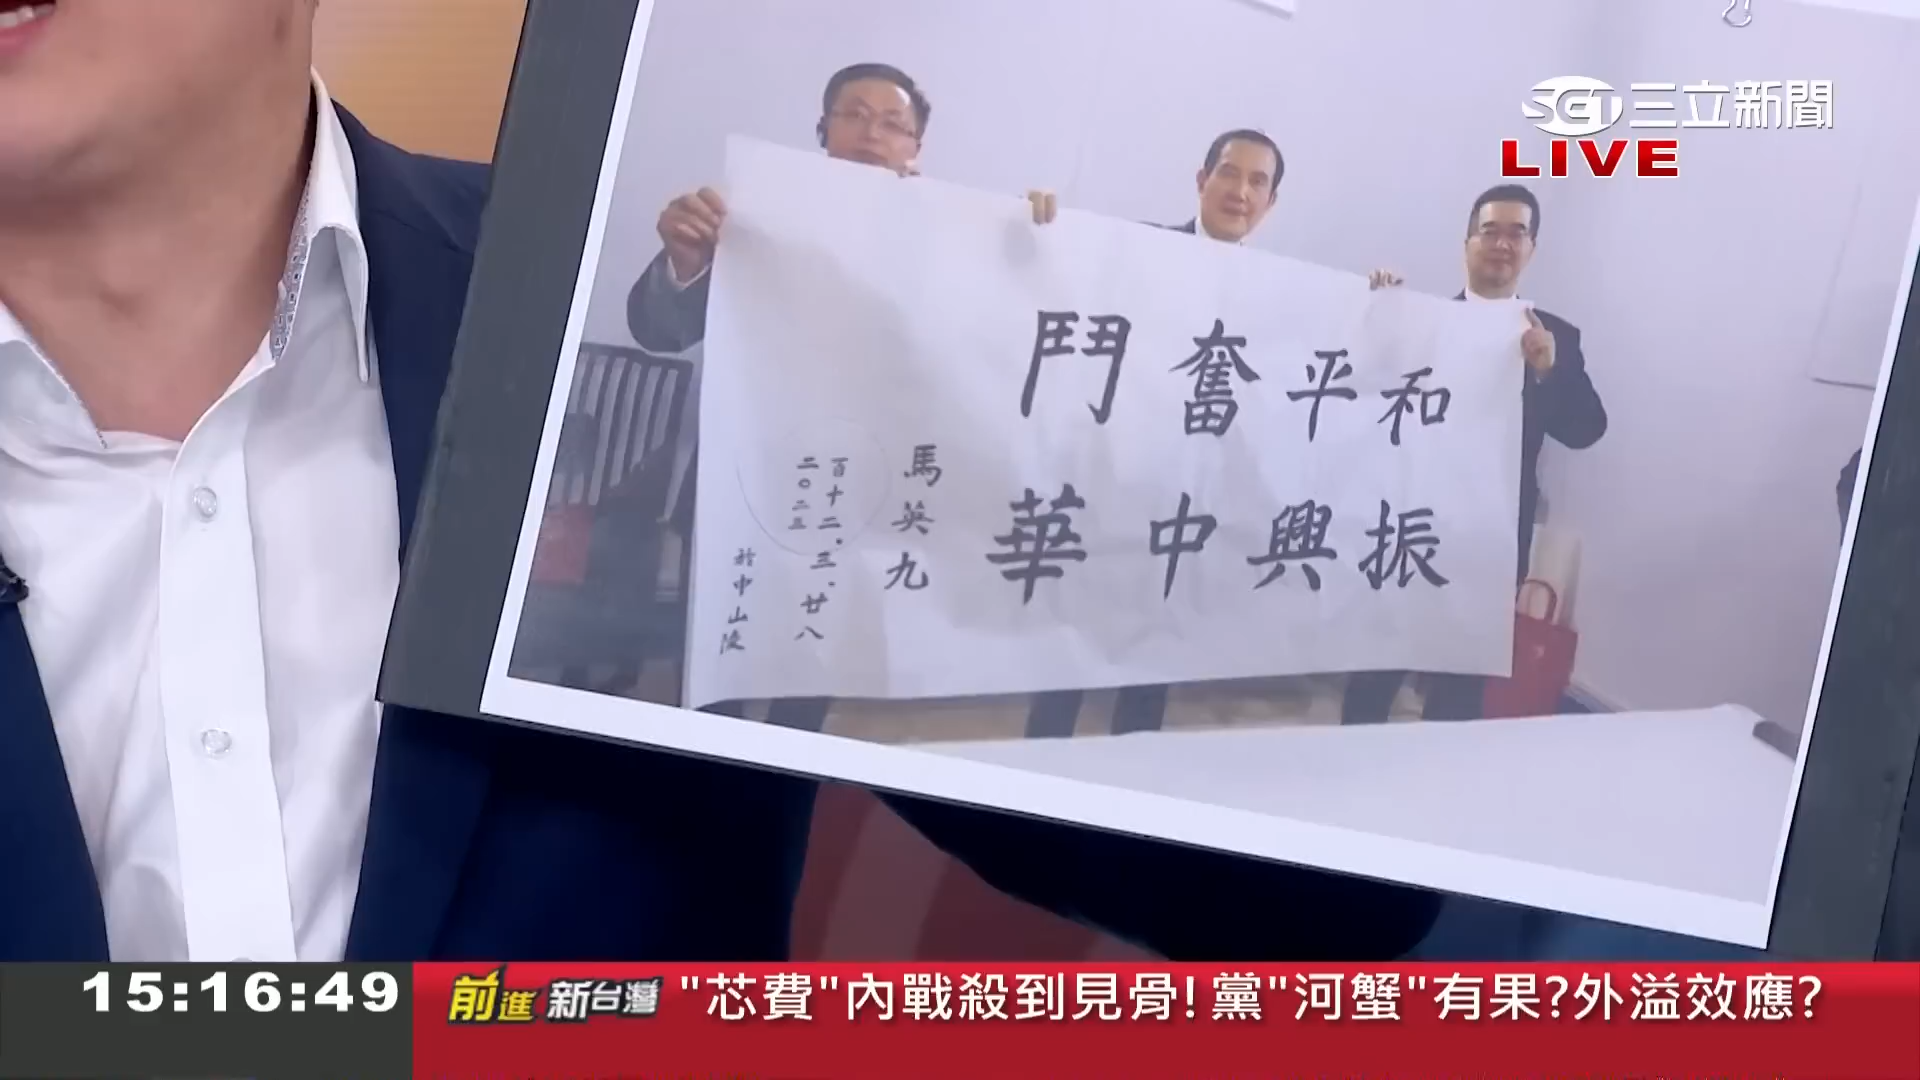 SET三立新聞
LIVE
和平奮鬥
振興中華
馬英九
百十二.三.廿八
二〇二三
於中山陵
15:16:49
前進新台灣
"芯費"內戰殺到見骨!黨"河蟹"有果?外溢效應?